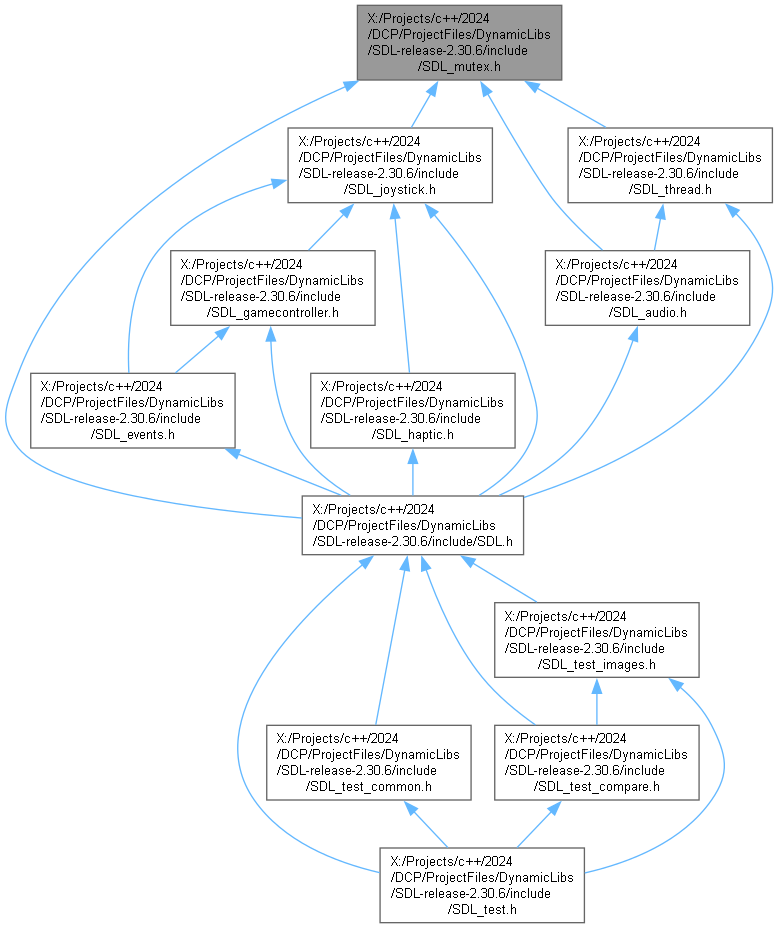 X:/Projects/c++/2024
/DCP/ProjectFiles/DynamicLibs
/SDL-release-2.30.6/include
/SDL_mutex.h
X:/Projects/c++/2024
/DCP/ProjectFiles/DynamicLibs
/SDL-release-2.30.6/include
/SDL_joystick.h
X:/Projects/c++/2024
/DCP/ProjectFiles/DynamicLibs
/SDL-release-2.30.6/include
/SDL_thread.h
X:/Projects/c++/2024
/DCP/ProjectFiles/DynamicLibs
/SDL-release-2.30.6/include
/SDL_gamecontroller.h
X:/Projects/c++/2024
/DCP/ProjectFiles/DynamicLibs
/SDL-release-2.30.6/include
/SDL_audio.h
X:/Projects/c++/2024
/DCP/ProjectFiles/DynamicLibs
/SDL-release-2.30.6/include
/SDL_events.h
X:/Projects/c++/2024
/DCP/ProjectFiles/DynamicLibs
/SDL-release-2.30.6/include
/SDL_haptic.h
X:/Projects/c++/2024
/DCP/ProjectFiles/DynamicLibs
/SDL-release-2.30.6/include/SDL.h
X:/Projects/c++/2024
/DCP/ProjectFiles/DynamicLibs
/SDL-release-2.30.6/include
/SDL_test_images.h
X:/Projects/c++/2024
/DCP/ProjectFiles/DynamicLibs
/SDL-release-2.30.6/include
/SDL_test_common.h
X:/Projects/c++/2024
/DCP/ProjectFiles/DynamicLibs
/SDL-release-2.30.6/include
/SDL_test_compare.h
X:/Projects/c++/2024
/DCP/ProjectFiles/DynamicLibs
/SDL-release-2.30.6/include
/SDL_test.h